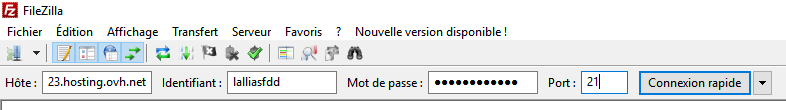 FileZilla
Fichier Édition Affichage Transfert Serveur Favoris ? Nouvelle version disponible !
Hôte : 23.hosting.ovh.net Identifiant : lalliasfdd Mot de passe : ●●●●●●●●●●●● Port : 21 Connexion rapide